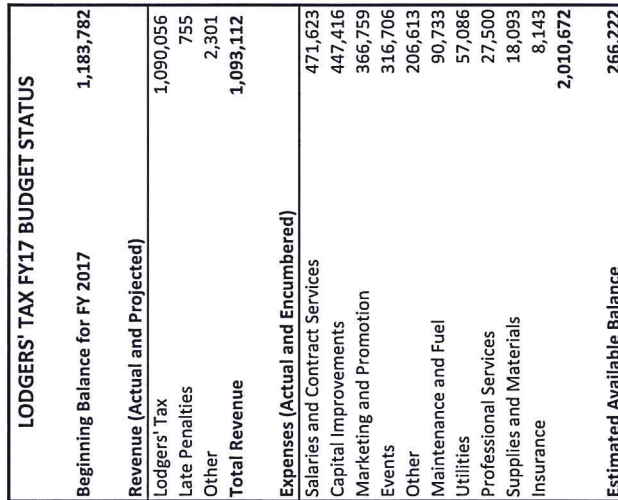 LODGERS' TAX FY17 BUDGET STATUS
Beginning Balance for FY 2017 1,183,782
Revenue (Actual and Projected)
Lodgers' Tax 1,090,056
Late Penalties 755
Other 2,301
Total Revenue 1,093,112
Expenses (Actual and Encumbered)
Salaries and Contract Services 471,623
Capital Improvements 447,416
Marketing and Promotion 366,759
Events 316,706
Other 206,613
Maintenance and Fuel 90,733
Utilities 57,086
Professional Services 27,500
Supplies and Materials 18,093
Insurance 8,143
2,010,672
Estimated Available Balance 266,222